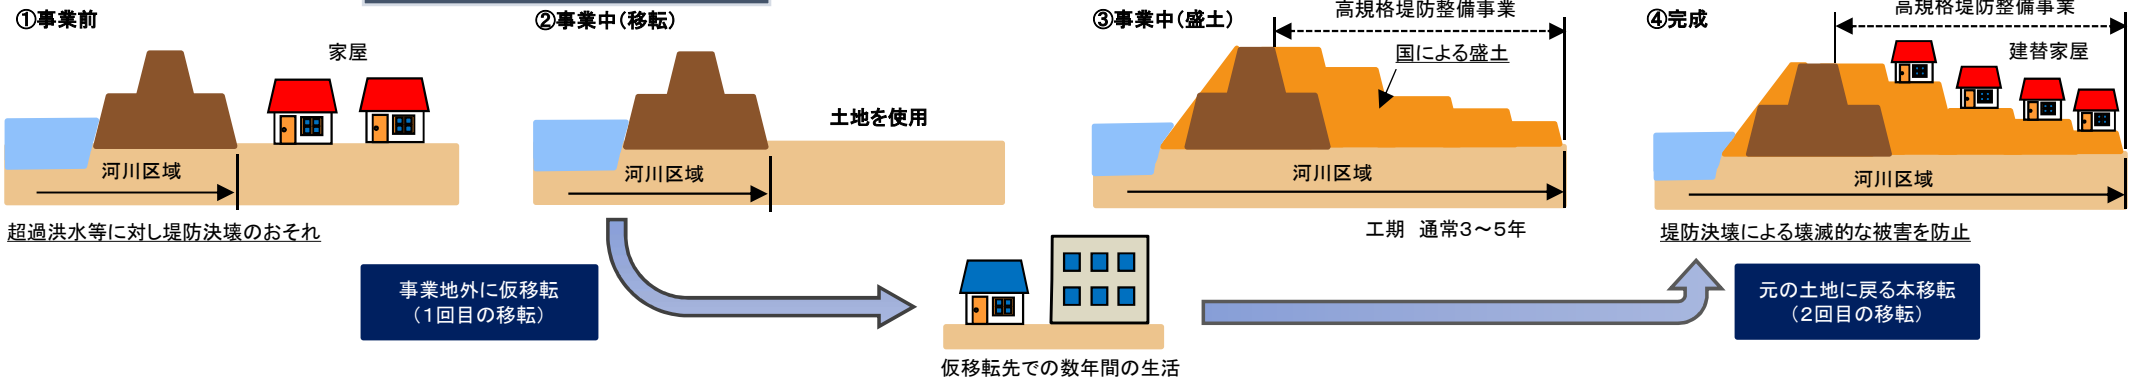 ①事業前
家屋
河川区域
超過洪水等に対し堤防決壊のおそれ
②事業中(移転)
土地を使用
河川区域
事業地外に仮移転
(1回目の移転)
仮移転先での数年間の生活
③事業中(盛土)
高規格堤防整備事業
国による盛土
河川区域
工期 通常3~5年
④完成
高規格堤防整備事業
建替家屋
河川区域
堤防決壊による壊滅的な被害を防止
元の土地に戻る本移転
(2回目の移転)